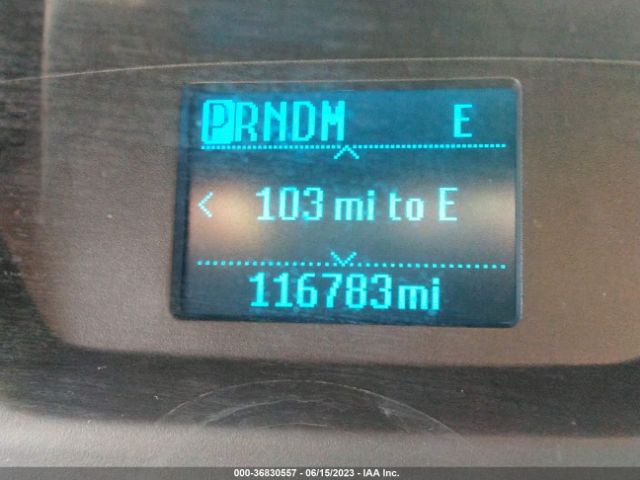 PRNDM E
< 103 mi to E
116783mi
000-36830557 - 06/15/2023 - IAA Inc.